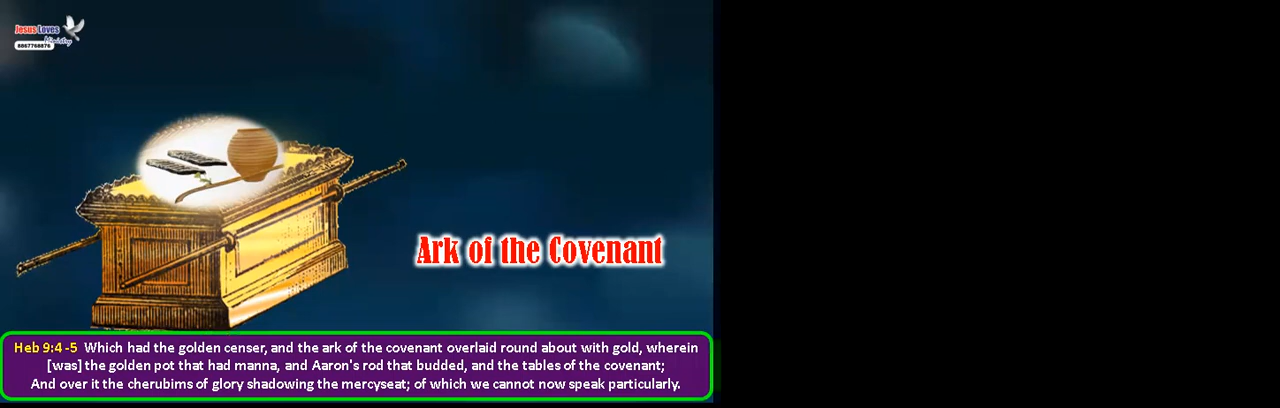 Jesus Loves
Ministry
8867768876
Ark of the Covenant
Heb 9:4-5 Which had the golden censer, and the ark of the covenant overlaid round about with gold, wherein
[was] the golden pot that had manna, and Aaron's rod that budded, and the tables of the covenant;
And over it the cherubims of glory shadowing the mercyseat; of which we cannot now speak particularly.